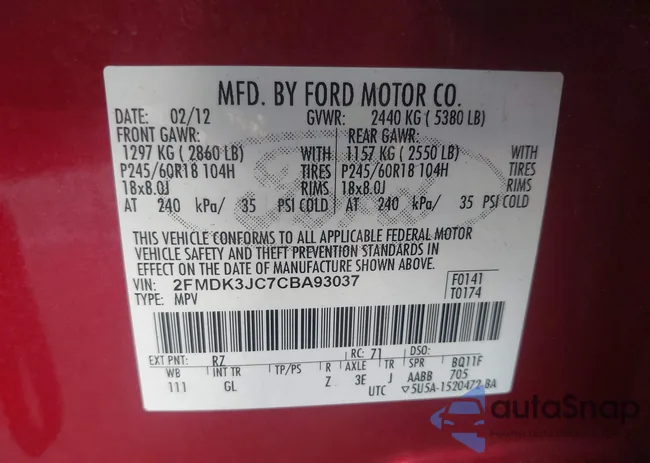 MFD. BY FORD MOTOR CO.
DATE: 02/12 GVWR: 2440 KG ( 5380 LB)
FRONT GAWR: REAR GAWR:
1297 KG ( 2860 LB) WITH 1157 KG ( 2550 LB) WITH
P245/60R18 104H TIRES P245/60R18 104H TIRES
18x8.0J RIMS 18x8.0J RIMS
AT 240 kPa/ 35 PSI COLD AT 240 kPa/ 35 PSI COLD
Ford
THIS VEHICLE CONFORMS TO ALL APPLICABLE FEDERAL MOTOR
VEHICLE SAFETY AND THEFT PREVENTION STANDARDS IN
EFFECT ON THE DATE OF MANUFACTURE SHOWN ABOVE.
VIN: 2FMDK3JC7CBA93037 F0141
TYPE: MPV T0174
EXT PNT: R7 RC: 71 DSO:
WB INT TR TP/PS R AXLE TR SPR BQ11F
111 GL Z 3E J AABB 705
UTC 5U5A-1520472-BA
autoSnap